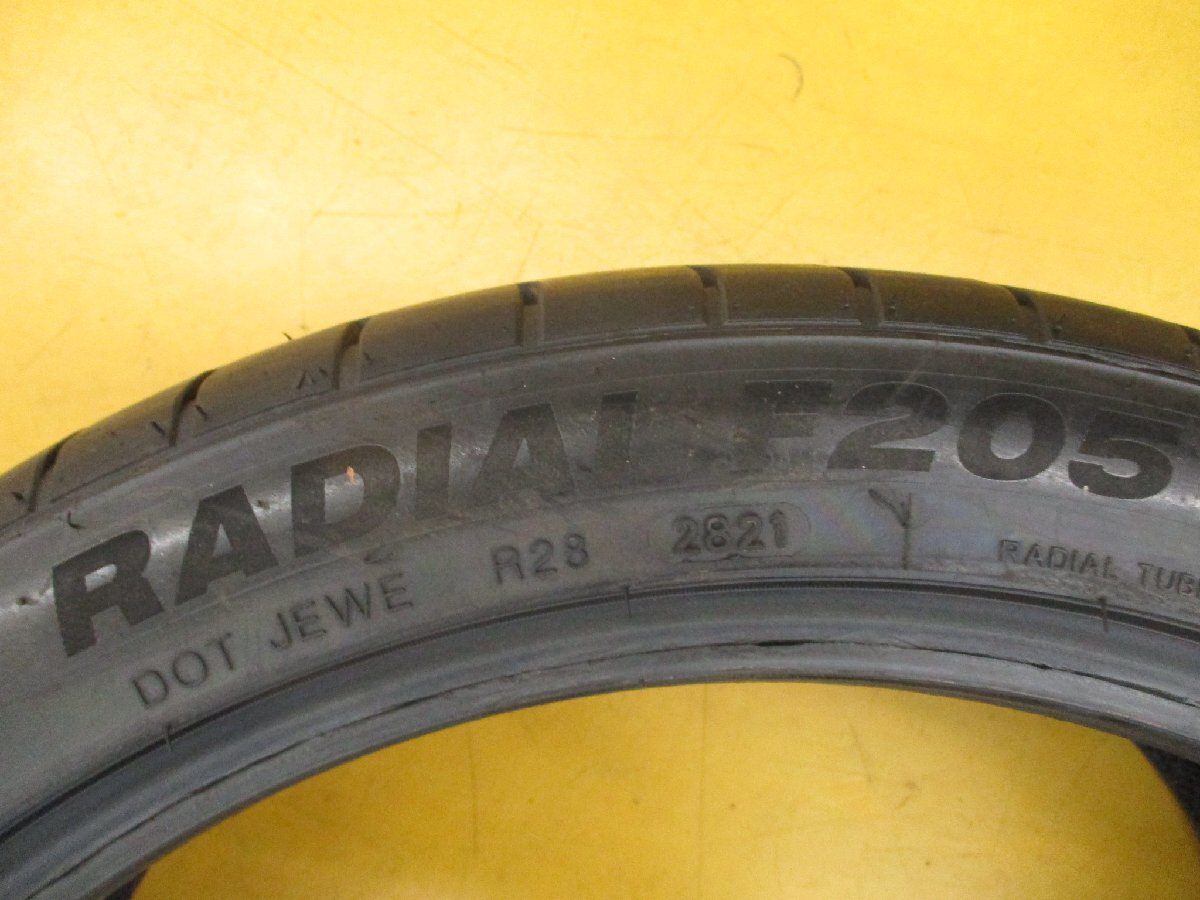 RADIAL F205
DOT JEWE R28 2821
RADIAL TUB